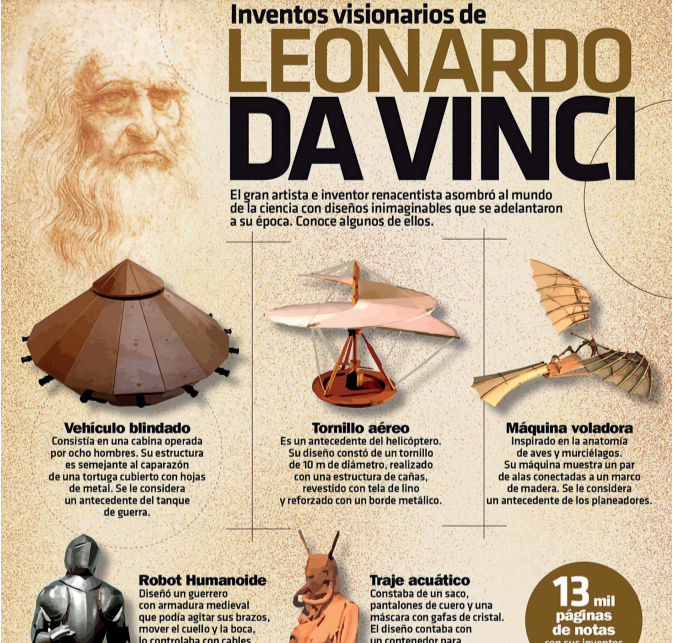 Inventos visionarios de
LEONARDO
DA VINCI
El gran artista e inventor renacentista asombró al mundo
de la ciencia con diseños inimaginables que se adelantaron
a su época. Conoce algunos de ellos.
Vehículo blindado
Consistía en una cabina operada
por ocho hombres. Su estructura
es semejante al caparazón
de una tortuga cubierto con hojas
de metal. Se le considera
un antecedente del tanque
de guerra.
Tornillo aéreo
Es un antecedente del helicóptero.
Su diseño constó de un tornillo
de 10 m de diámetro, realizado
con una estructura de cañas,
revestido con tela de lino
y reforzado con un borde metálico.
Máquina voladora
Inspirado en la anatomía
de aves y murciélagos.
Su máquina muestra un par
de alas conectadas a un marco
de madera. Se le considera
un antecedente de los planeadores.
Robot Humanoide
Diseñó un guerrero
con armadura medieval
que podía agitar sus brazos,
mover el cuello y la boca,
lo controlaba con cables
Traje acuático
Constaba de un saco,
pantalones de cuero y una
máscara con gafas de cristal.
El diseño contaba con
un contenedor para
13 mil
páginas
de notas
con sus inventos